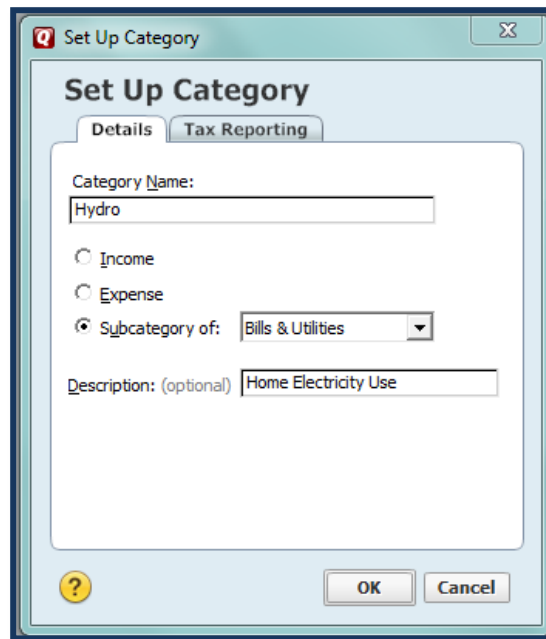 Set Up Category
Set Up Category
Details Tax Reporting
Category Name:
Hydro
Income
Expense
Subcategory of: Bills & Utilities
Description: (optional) Home Electricity Use
? OK Cancel